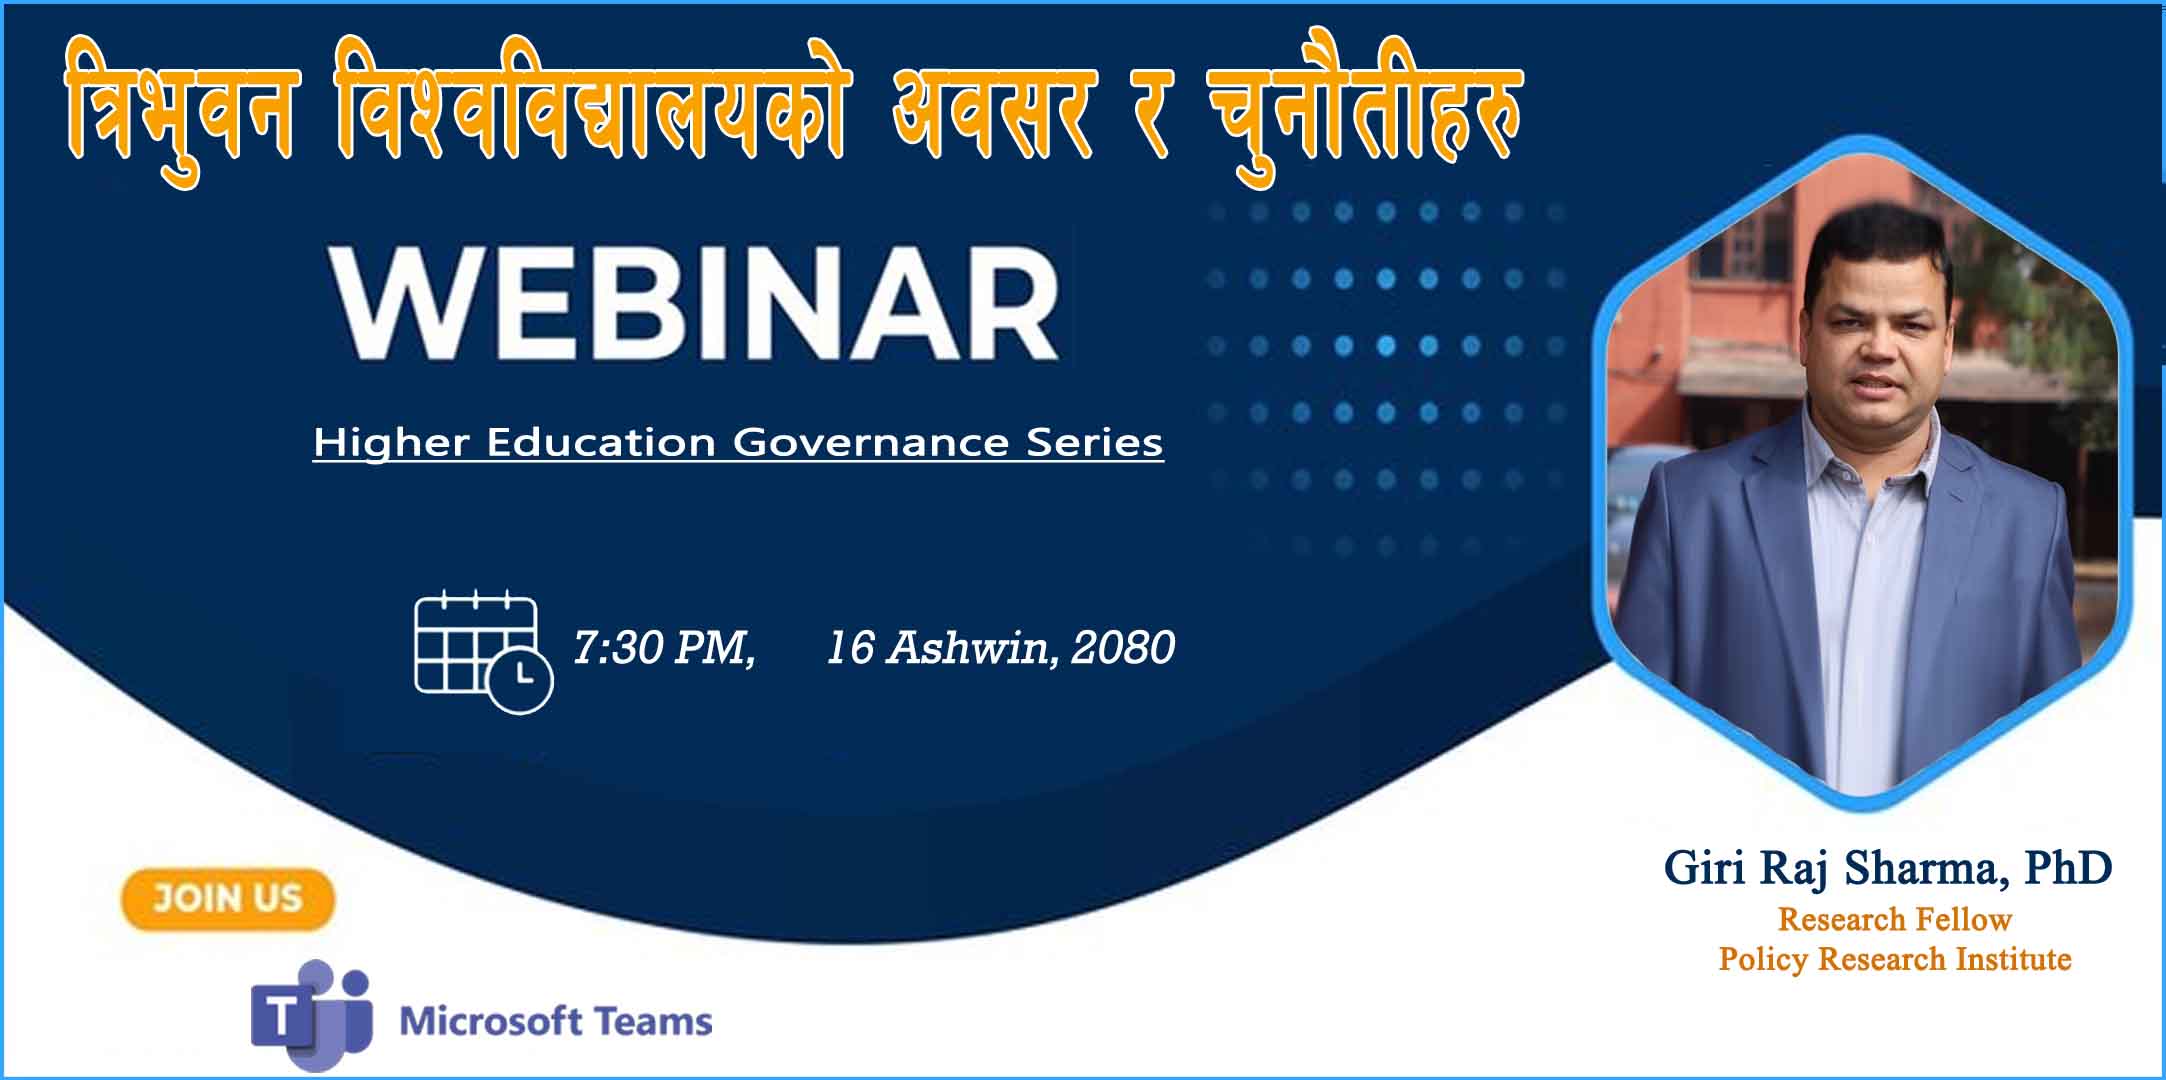 त्रिभुवन विश्वविद्यालयको अवसर र चुनौतीहरु
WEBINAR
Higher Education Governance Series
7:30 PM, 16 Ashwin, 2080
JOIN US
T Microsoft Teams
Giri Raj Sharma, PhD
Research Fellow
Policy Research Institute